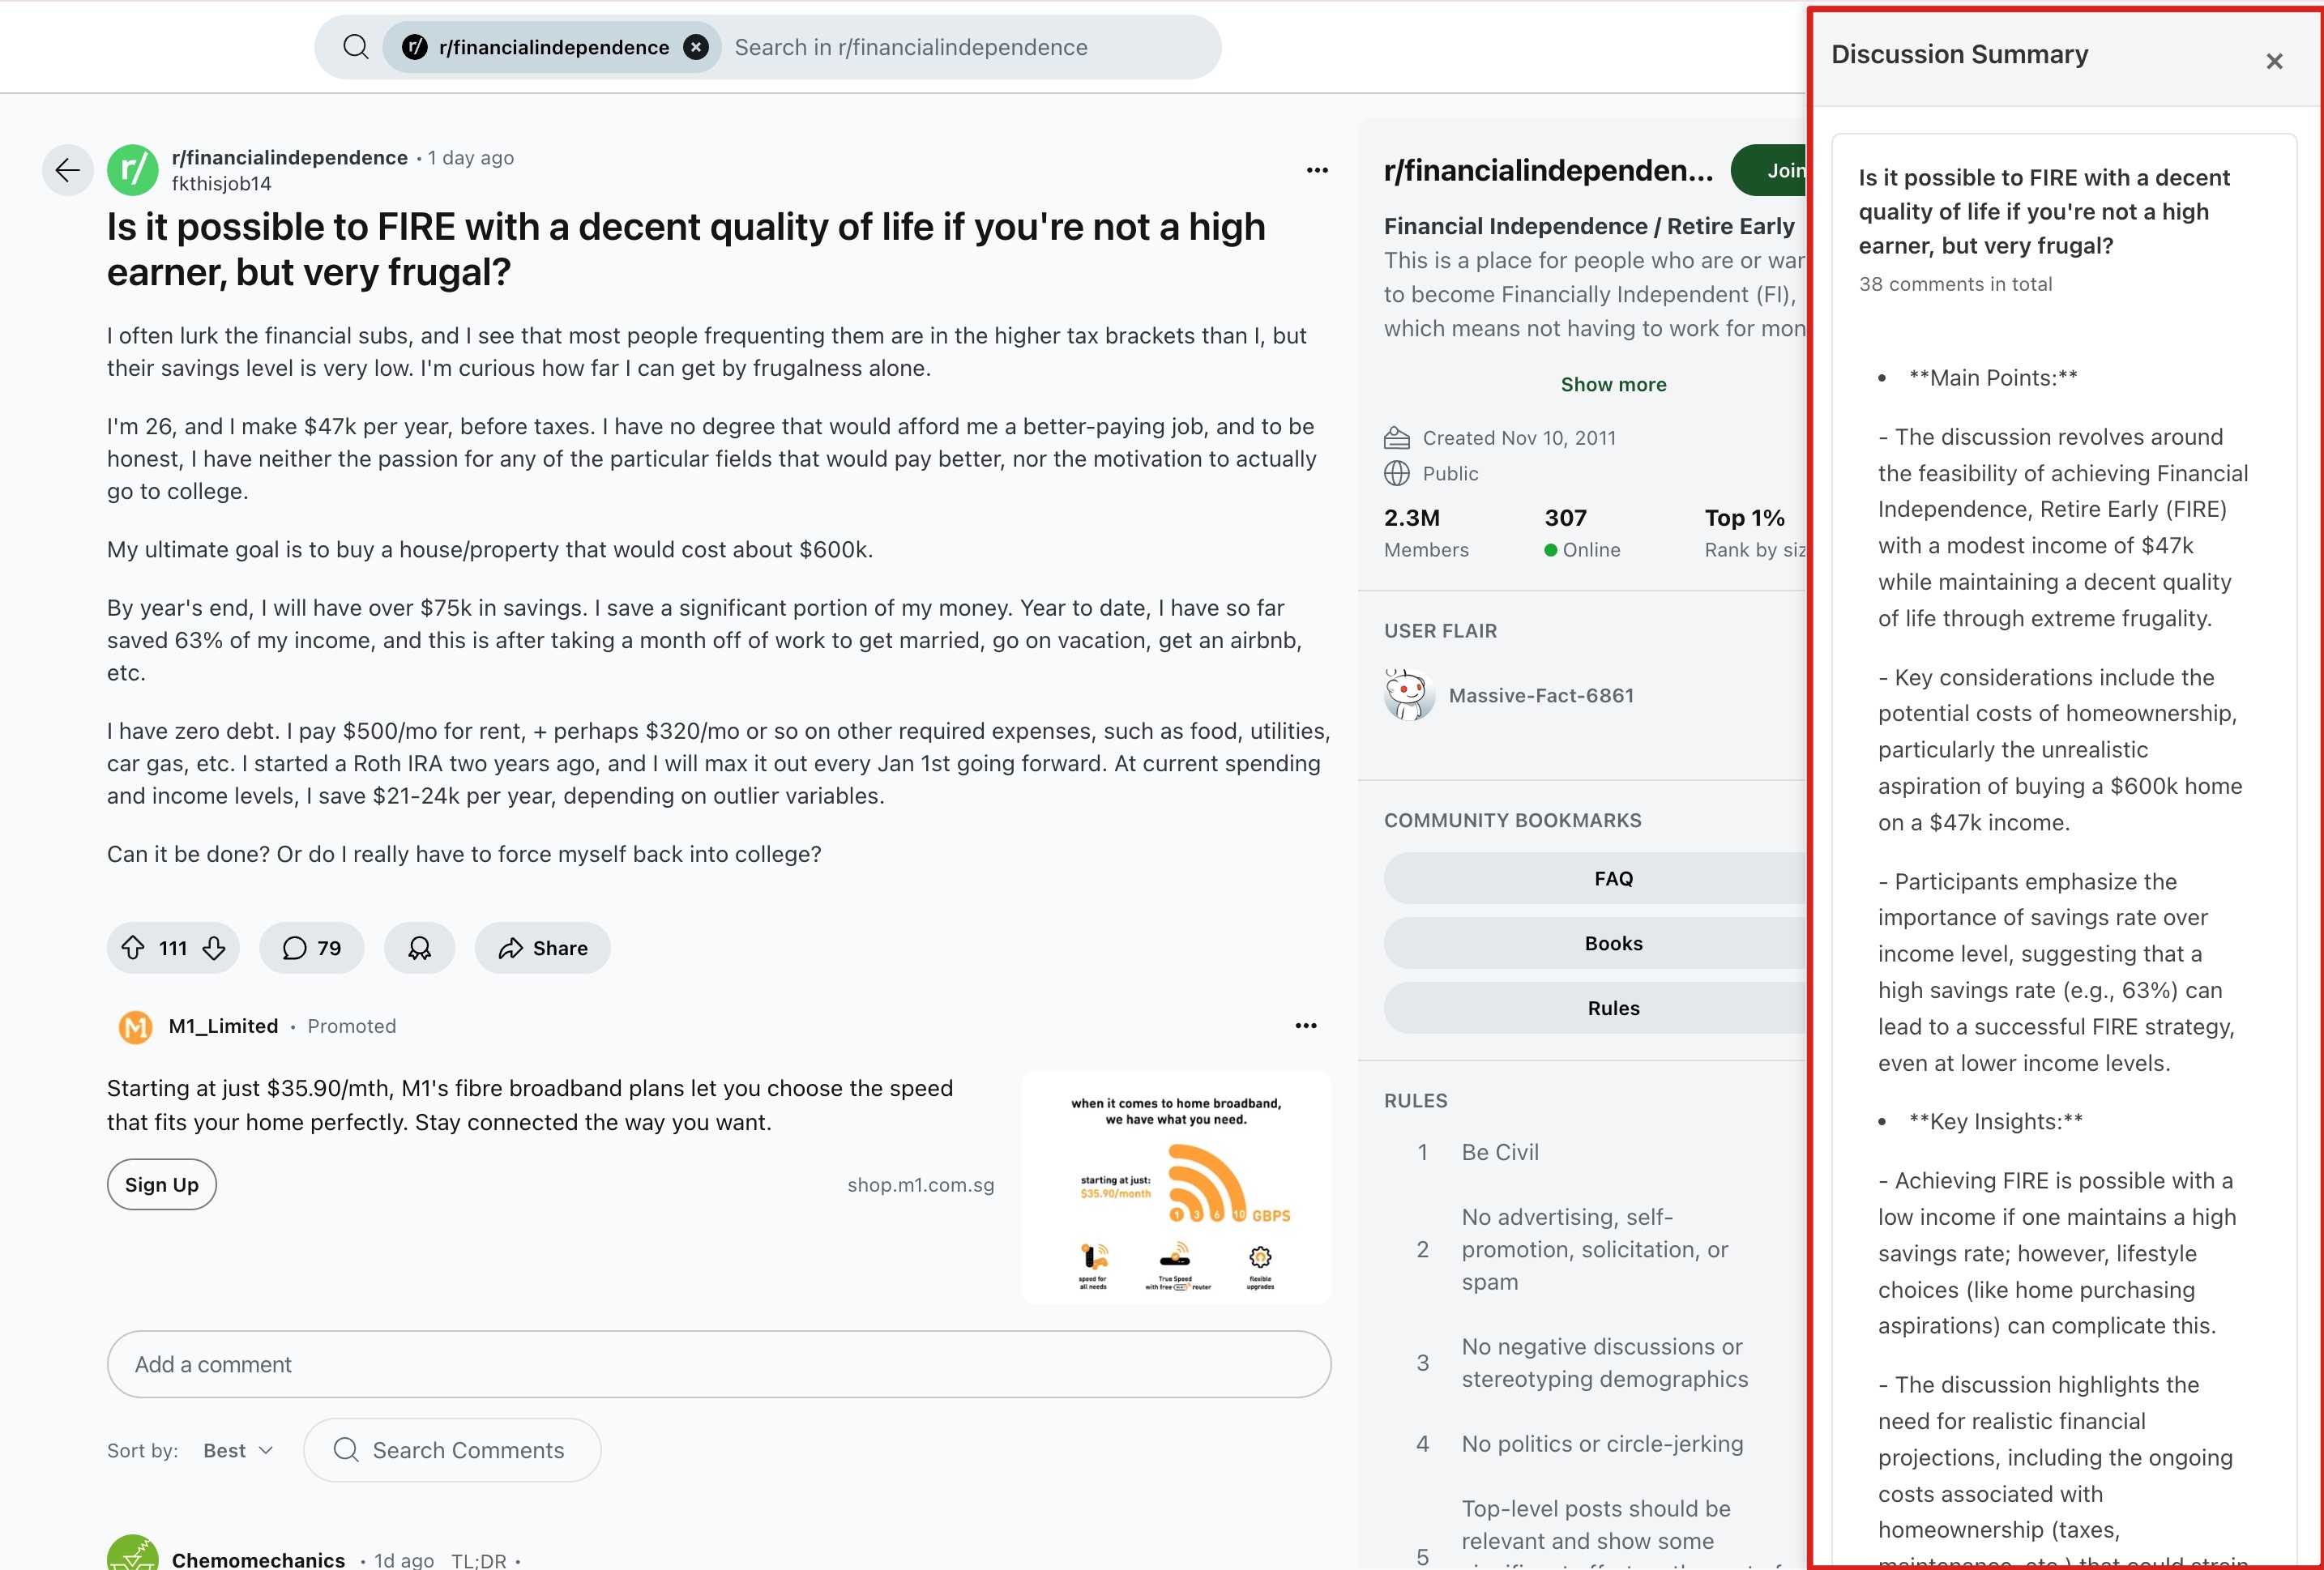 r/financialindependence
Search in r/financialindependence
r/financialindependence • 1 day ago
fkthisjob14
Is it possible to FIRE with a decent quality of life if you're not a high
earner, but very frugal?
I often lurk the financial subs, and I see that most people frequenting them are in the higher tax brackets than I, but
their savings level is very low. I'm curious how far I can get by frugalness alone.
I'm 26, and I make $47k per year, before taxes. I have no degree that would afford me a better-paying job, and to be
honest, I have neither the passion for any of the particular fields that would pay better, nor the motivation to actually
go to college.
My ultimate goal is to buy a house/property that would cost about $600k.
By year's end, I will have over $75k in savings. I save a significant portion of my money. Year to date, I have so far
saved 63% of my income, and this is after taking a month off of work to get married, go on vacation, get an airbnb,
etc.
I have zero debt. I pay $500/mo for rent, + perhaps $320/mo or so on other required expenses, such as food, utilities,
car gas, etc. I started a Roth IRA two years ago, and I will max it out every Jan 1st going forward. At current spending
and income levels, I save $21-24k per year, depending on outlier variables.
Can it be done? Or do I really have to force myself back into college?
111
79
Share
M1_Limited • Promoted
Starting at just $35.90/mth, M1's fibre broadband plans let you choose the speed
that fits your home perfectly. Stay connected the way you want.
Sign Up
shop.m1.com.sg
when it comes to home broadband,
we have what you need.
starting at just:
$35.90/month
1 3 6 10 GBPS
speed for
all needs
True Speed
with free router
flexible
upgrades
Add a comment
Sort by: Best
Search Comments
Chemomechanics • 1d ago TL;DR •
r/financialindependen...
Join
Financial Independence / Retire Early
This is a place for people who are or war
to become Financially Independent (FI),
which means not having to work for mon
Show more
Created Nov 10, 2011
Public
2.3M 307 Top 1%
Members Online Rank by siz
USER FLAIR
Massive-Fact-6861
COMMUNITY BOOKMARKS
FAQ
Books
Rules
RULES
1 Be Civil
No advertising, self-
2 promotion, solicitation, or
spam
No negative discussions or
3 stereotyping demographics
4 No politics or circle-jerking
Top-level posts should be
relevant and show some
5
Discussion Summary
Is it possible to FIRE with a decent
quality of life if you're not a high
earner, but very frugal?
38 comments in total
• **Main Points:**
- The discussion revolves around
the feasibility of achieving Financial
Independence, Retire Early (FIRE)
with a modest income of $47k
while maintaining a decent quality
of life through extreme frugality.
- Key considerations include the
potential costs of homeownership,
particularly the unrealistic
aspiration of buying a $600k home
on a $47k income.
- Participants emphasize the
importance of savings rate over
income level, suggesting that a
high savings rate (e.g., 63%) can
lead to a successful FIRE strategy,
even at lower income levels.
• **Key Insights:**
- Achieving FIRE is possible with a
low income if one maintains a high
savings rate; however, lifestyle
choices (like home purchasing
aspirations) can complicate this.
- The discussion highlights the
need for realistic financial
projections, including the ongoing
costs associated with
homeownership (taxes,
maintenance, etc.) that could strain